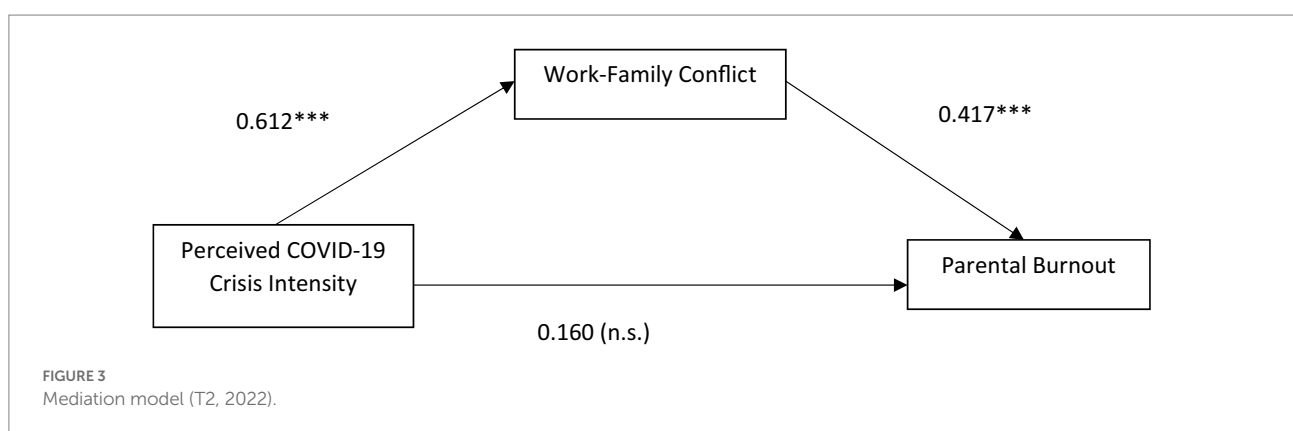 Work-Family Conflict
0.612***
0.417***
Perceived COVID-19
Crisis Intensity
Parental Burnout
0.160 (n.s.)
FIGURE 3
Mediation model (T2, 2022).